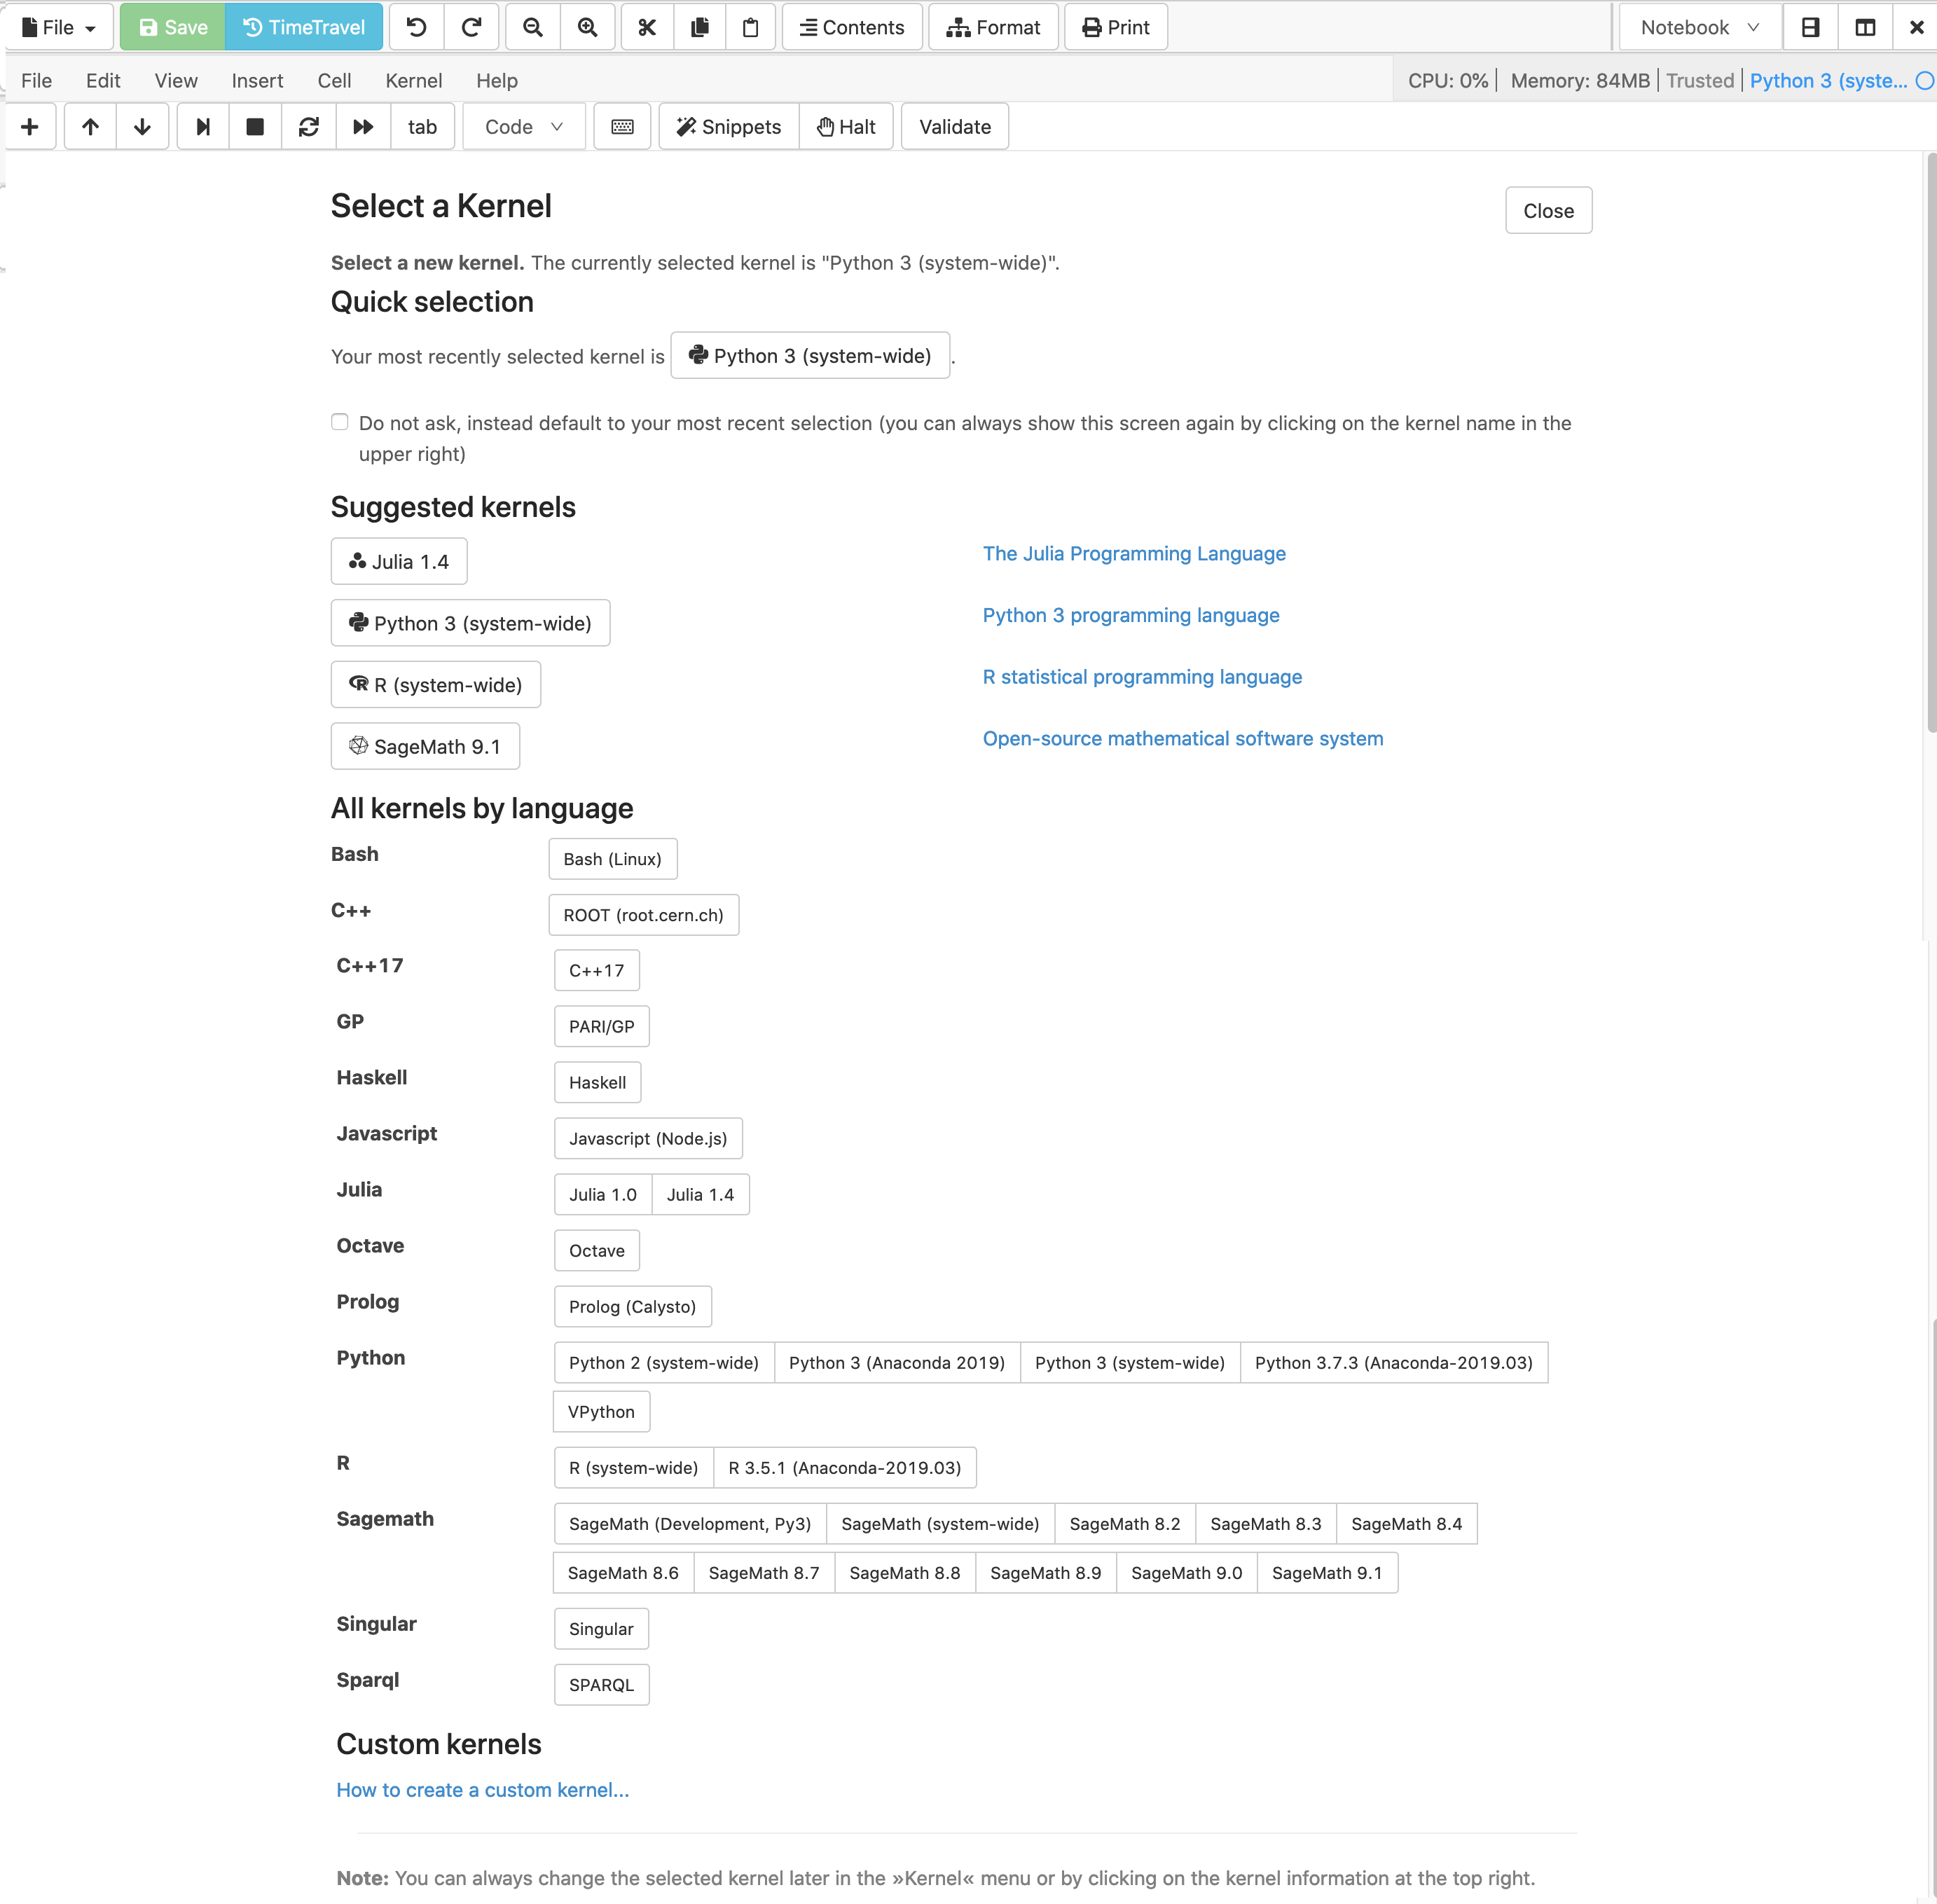 File Save TimeTravel Contents Format Print Notebook
File Edit View Insert Cell Kernel Help CPU: 0% Memory: 84MB Trusted Python 3 (syste...
tab Code Snippets Halt Validate
Select a Kernel Close
Select a new kernel. The currently selected kernel is "Python 3 (system-wide)".
Quick selection
Your most recently selected kernel is Python 3 (system-wide) .
Do not ask, instead default to your most recent selection (you can always show this screen again by clicking on the kernel name in the
upper right)
Suggested kernels
Julia 1.4 The Julia Programming Language
Python 3 (system-wide) Python 3 programming language
R (system-wide) R statistical programming language
SageMath 9.1 Open-source mathematical software system
All kernels by language
Bash Bash (Linux)
C++ ROOT (root.cern.ch)
C++17 C++17
GP PARI/GP
Haskell Haskell
Javascript Javascript (Node.js)
Julia Julia 1.0 Julia 1.4
Octave Octave
Prolog Prolog (Calysto)
Python Python 2 (system-wide) Python 3 (Anaconda 2019) Python 3 (system-wide) Python 3.7.3 (Anaconda-2019.03)
VPython
R R (system-wide) R 3.5.1 (Anaconda-2019.03)
Sagemath SageMath (Development, Py3) SageMath (system-wide) SageMath 8.2 SageMath 8.3 SageMath 8.4
SageMath 8.6 SageMath 8.7 SageMath 8.8 SageMath 8.9 SageMath 9.0 SageMath 9.1
Singular Singular
Sparql SPARQL
Custom kernels
How to create a custom kernel...
Note: You can always change the selected kernel later in the »Kernel« menu or by clicking on the kernel information at the top right.